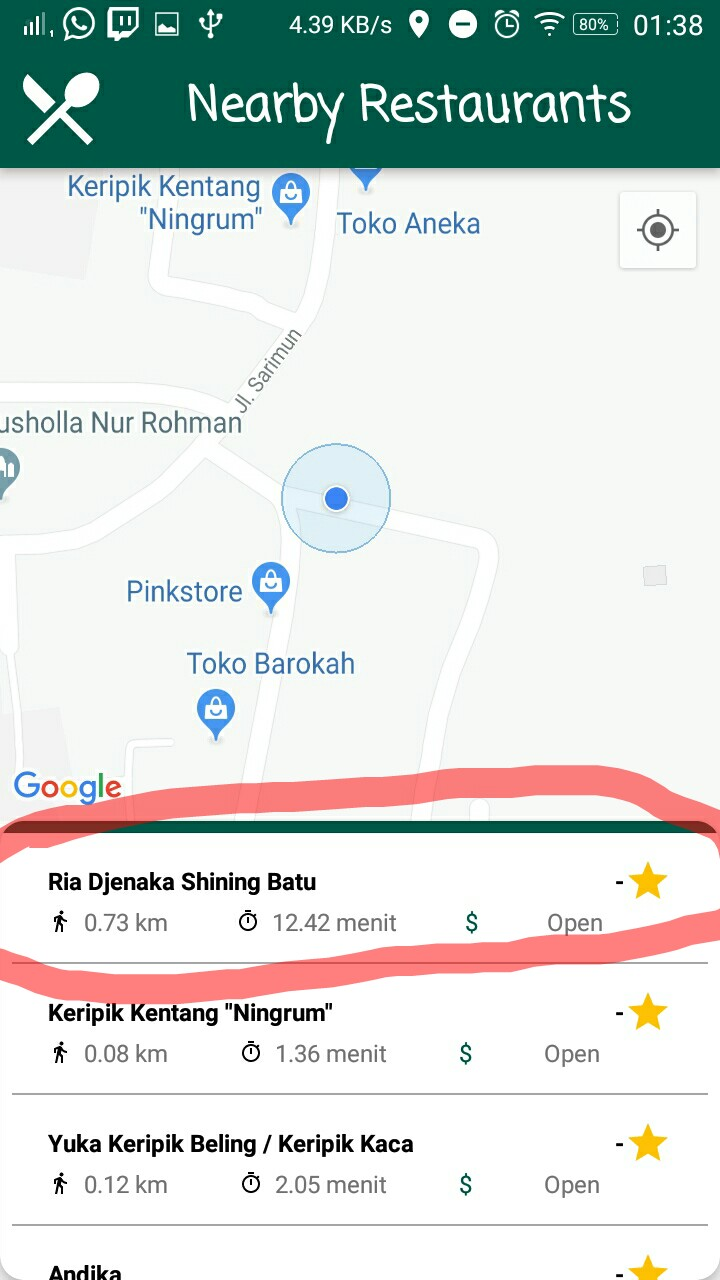 4.39 KB/s 80% 01:38
Nearby Restaurants
Keripik Kentang
"Ningrum"
Toko Aneka
Jl. Sarimun
usholla Nur Rohman
Pinkstore
Toko Barokah
Google
Ria Djenaka Shining Batu -
0.73 km 12.42 menit $ Open
Keripik Kentang "Ningrum" -
0.08 km 1.36 menit $ Open
Yuka Keripik Beling / Keripik Kaca -
0.12 km 2.05 menit $ Open
Andika -